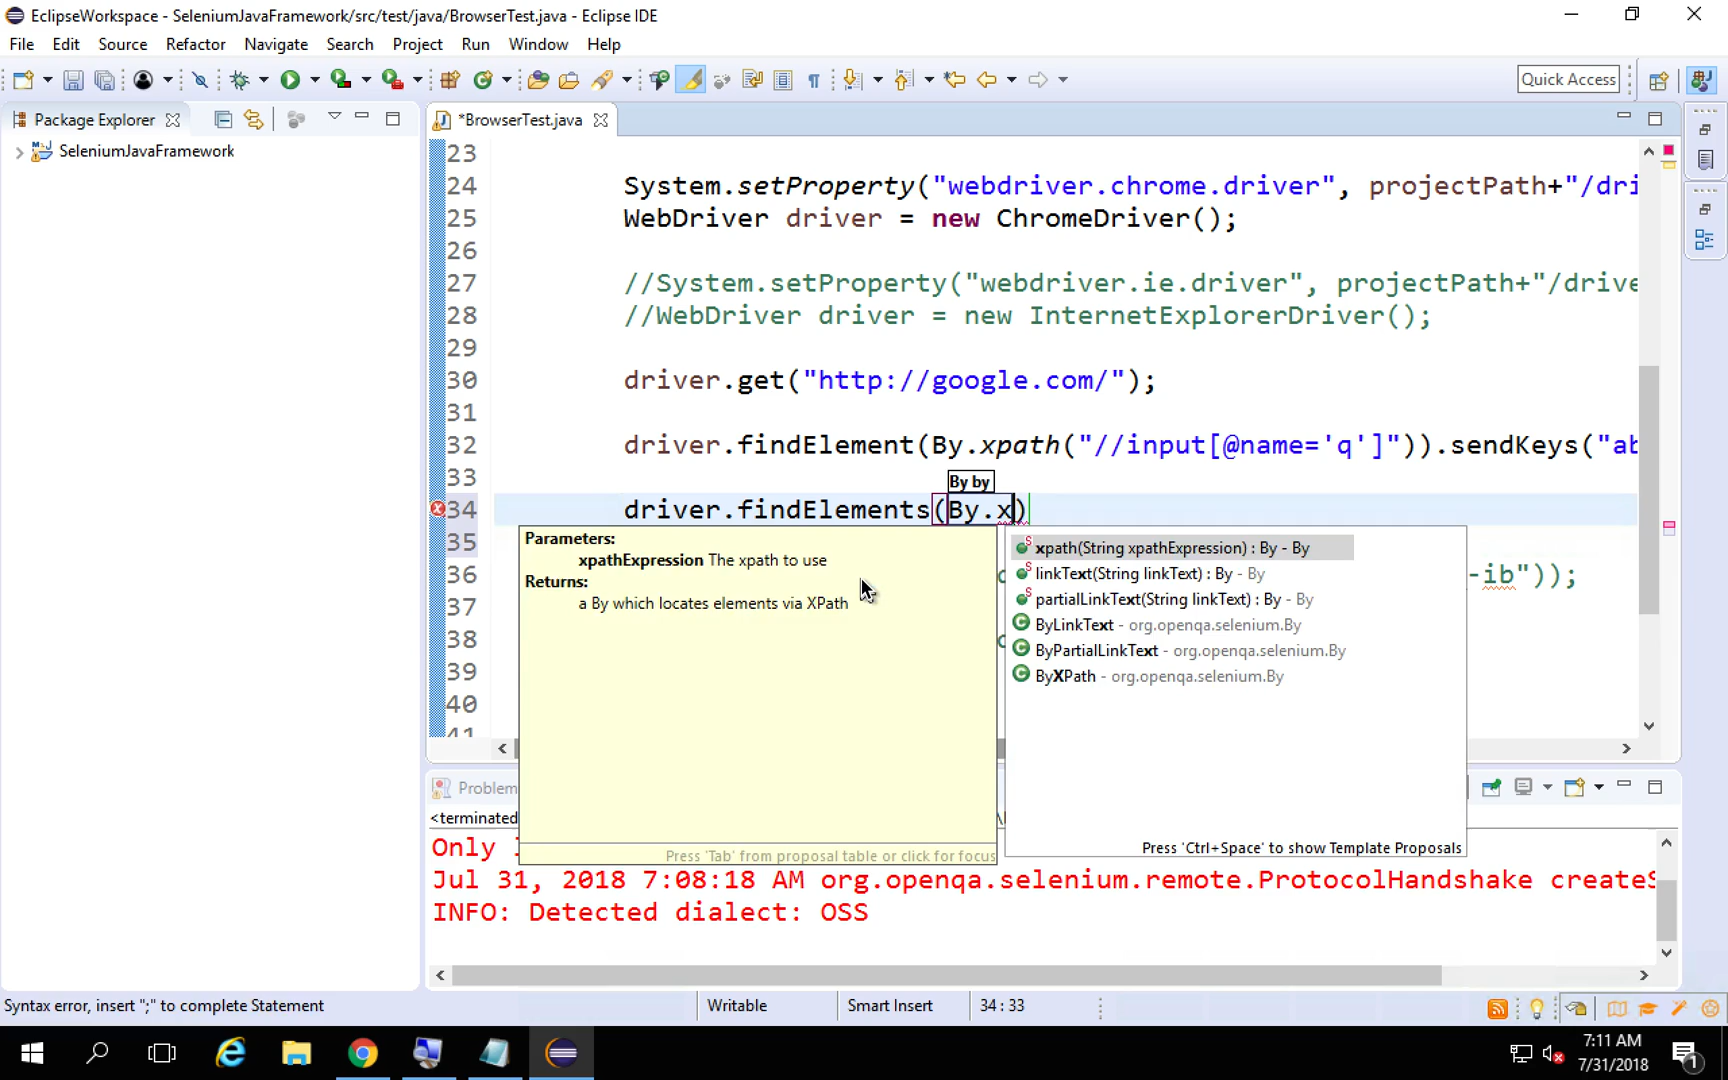 EclipseWorkspace - SeleniumJavaFramework/src/test/java/BrowserTest.java - Eclipse IDE
File Edit Source Refactor Navigate Search Project Run Window Help
Quick Access
Package Explorer
*BrowserTest.java
SeleniumJavaFramework
23
24 System.setProperty("webdriver.chrome.driver", projectPath+"/dri
25 WebDriver driver = new ChromeDriver();
26
27 //System.setProperty("webdriver.ie.driver", projectPath+"/drive
28 //WebDriver driver = new InternetExplorerDriver();
29
30 driver.get("http://google.com/");
31
32 driver.findElement(By.xpath("//input[@name='q']")).sendKeys("ab
33
By by
34 driver.findElements(By.x)
35
36 -ib"));
37
38
39
40
41
Parameters:
xpathExpression The xpath to use
Returns:
a By which locates elements via XPath
Press 'Tab' from proposal table or click for focus
xpath(String xpathExpression) : By - By
linkText(String linkText) : By - By
partialLinkText(String linkText) : By - By
ByLinkText - org.openqa.selenium.By
ByPartialLinkText - org.openqa.selenium.By
ByXPath - org.openqa.selenium.By
Press 'Ctrl+Space' to show Template Proposals
Problem
<terminated
Only
Jul 31, 2018 7:08:18 AM org.openqa.selenium.remote.ProtocolHandshake createS
INFO: Detected dialect: OSS
Syntax error, insert ";" to complete Statement
Writable
Smart Insert
34 : 33
7:11 AM
7/31/2018
1